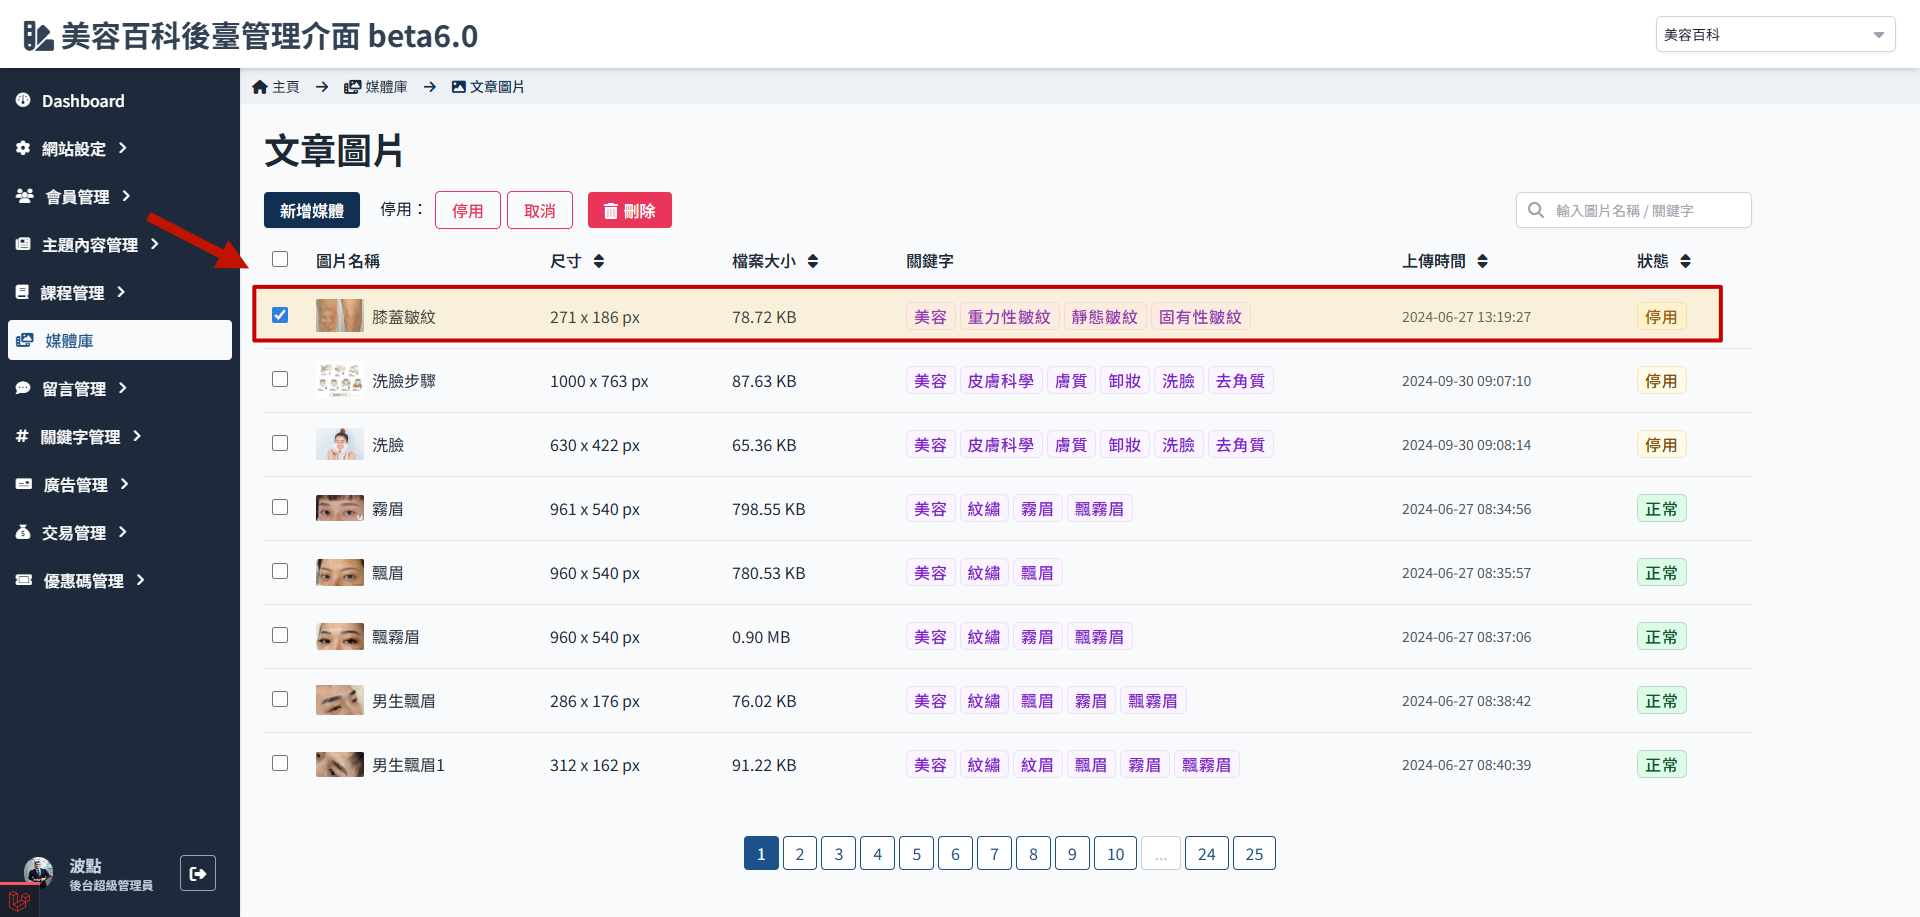 美容百科後臺管理介面 beta6.0
美容百科
Dashboard
網站設定
會員管理
主題內容管理
課程管理
媒體庫
留言管理
# 關鍵字管理
廣告管理
交易管理
優惠碼管理
波點
後台超級管理員
主頁 → 媒體庫 → 文章圖片
文章圖片
新增媒體 停用： 停用 取消 刪除 輸入圖片名稱 / 關鍵字
圖片名稱 尺寸 檔案大小 關鍵字 上傳時間 狀態
膝蓋皺紋 271 x 186 px 78.72 KB 美容 重力性皺紋 靜態皺紋 固有性皺紋 2024-06-27 13:19:27 停用
洗臉步驟 1000 x 763 px 87.63 KB 美容 皮膚科學 膚質 卸妝 洗臉 去角質 2024-09-30 09:07:10 停用
洗臉 630 x 422 px 65.36 KB 美容 皮膚科學 膚質 卸妝 洗臉 去角質 2024-09-30 09:08:14 停用
霧眉 961 x 540 px 798.55 KB 美容 紋繡 霧眉 飄霧眉 2024-06-27 08:34:56 正常
飄眉 960 x 540 px 780.53 KB 美容 紋繡 飄眉 2024-06-27 08:35:57 正常
飄霧眉 960 x 540 px 0.90 MB 美容 紋繡 霧眉 飄霧眉 2024-06-27 08:37:06 正常
男生飄眉 286 x 176 px 76.02 KB 美容 紋繡 飄眉 霧眉 飄霧眉 2024-06-27 08:38:42 正常
男生飄眉1 312 x 162 px 91.22 KB 美容 紋繡 紋眉 飄眉 霧眉 飄霧眉 2024-06-27 08:40:39 正常
1 2 3 4 5 6 7 8 9 10 ... 24 25